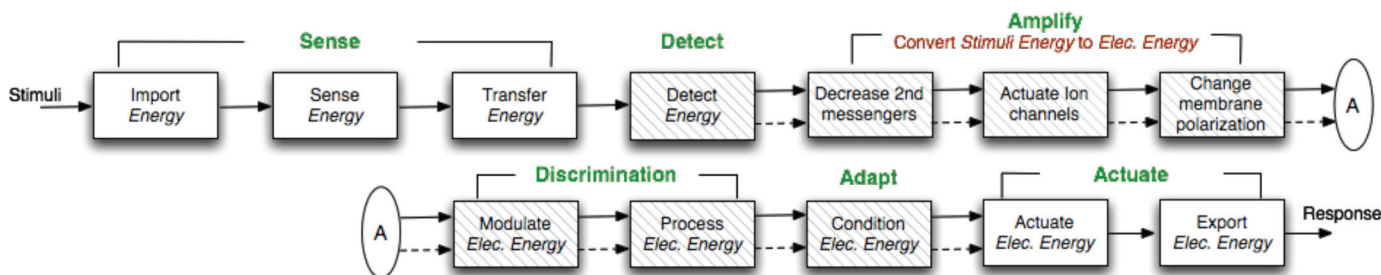 Sense
Detect
Amplify
Convert Stimuli Energy to Elec. Energy
Stimuli
Import
Energy
Sense
Energy
Transfer
Energy
Detect
Energy
Decrease 2nd
messengers
Actuate Ion
channels
Change
membrane
polarization
A
Discrimination
Adapt
Actuate
A
Modulate
Elec. Energy
Process
Elec. Energy
Condition
Elec. Energy
Actuate
Elec. Energy
Export
Elec. Energy
Response